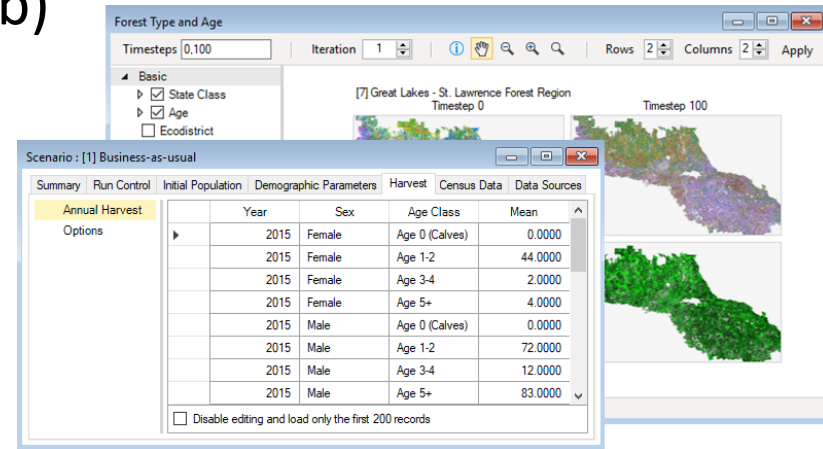 b)
Forest Type and Age
Timesteps 0,100 Iteration 1 Rows 2 Columns 2 Apply
Basic
State Class
Age
Ecodistrict
[7] Great Lakes - St. Lawrence Forest Region
Timestep 0 Timestep 100
Scenario : [1] Business-as-usual
Summary Run Control Initial Population Demographic Parameters Harvest Census Data Data Sources
Annual Harvest
Options
Year Sex Age Class Mean
2015 Female Age 0 (Calves) 0.0000
2015 Female Age 1-2 44.0000
2015 Female Age 3-4 2.0000
2015 Female Age 5+ 4.0000
2015 Male Age 0 (Calves) 0.0000
2015 Male Age 1-2 72.0000
2015 Male Age 3-4 12.0000
2015 Male Age 5+ 83.0000
Disable editing and load only the first 200 records